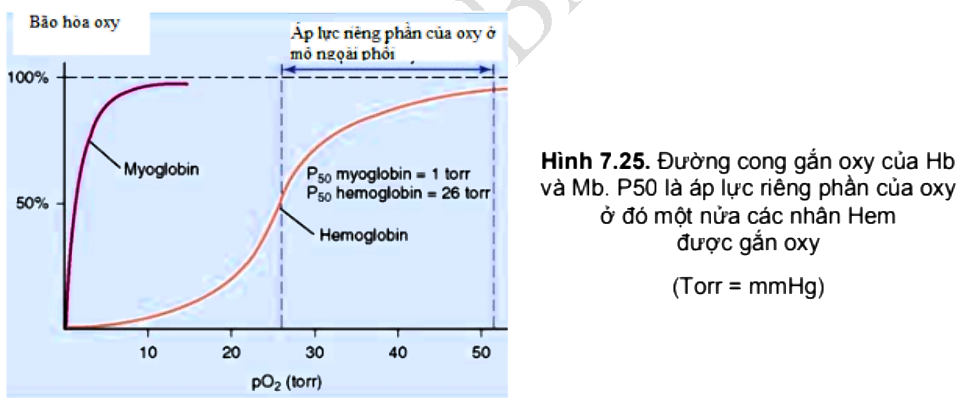 Bão hòa oxy
Áp lực riêng phần của oxy ở
mô ngoài phổi
100%
Myoglobin
P50 myoglobin = 1 torr
P50 hemoglobin = 26 torr
50%
Hemoglobin
10 20 30 40 50
pO2 (torr)
Hình 7.25. Đường cong gắn oxy của Hb
và Mb. P50 là áp lực riêng phần của oxy
ở đó một nửa các nhân Hem
được gắn oxy
(Torr = mmHg)